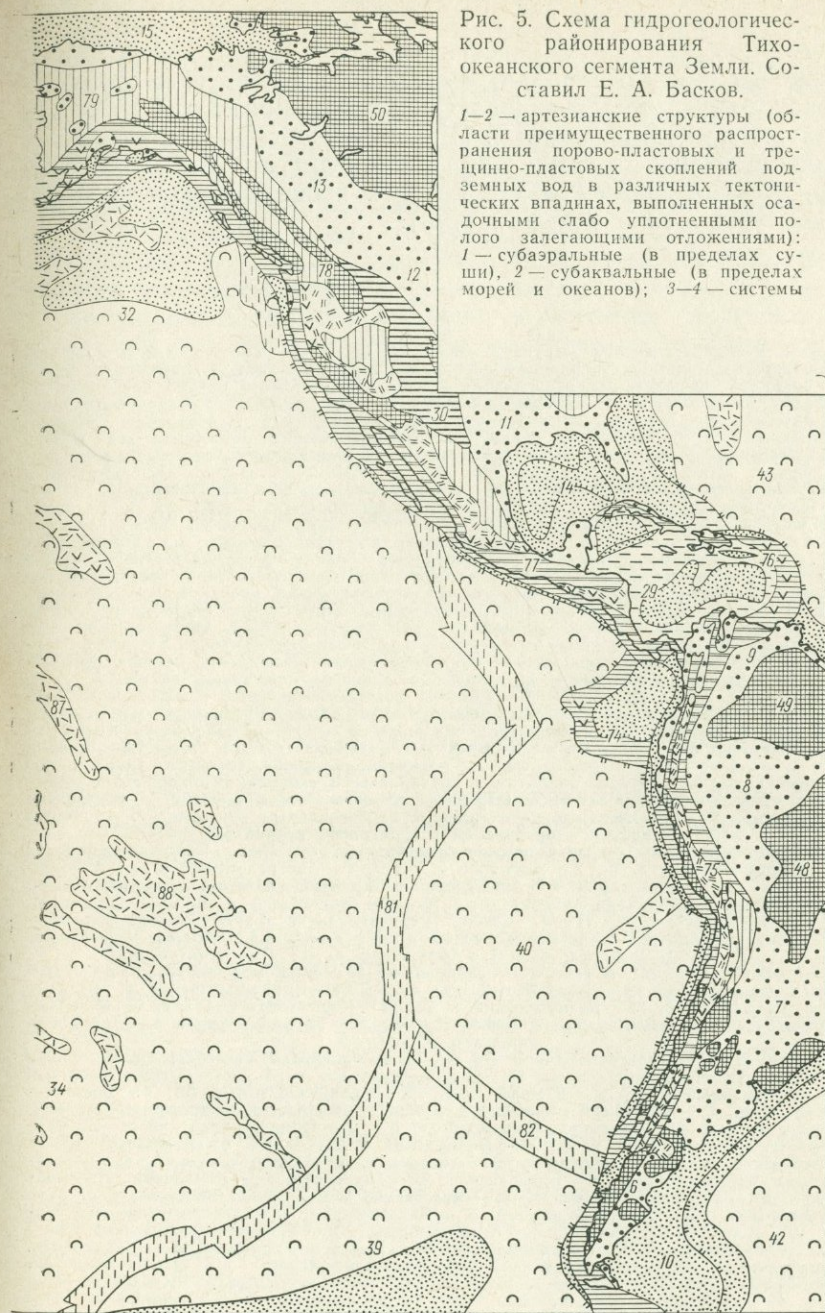 Рис. 5. Схема гидрогеологичес-
кого районирования Тихо-
океанского сегмента Земли. Со-
ставил Е. А. Басков.
1—2 — артезианские структуры (об-
ласти преимущественного распрост-
ранения порово-пластовых и тре-
щинно-пластовых скоплений под-
земных вод в различных тектони-
ческих впадинах, выполненных оса-
дочными слабо уплотненными по-
лого залегающими отложениями):
1 — субаэральные (в пределах су-
ши), 2 — субаквальные (в пределах
морей и океанов); 3—4 — системы
15
79
50
13
12
78
32
30
11
14
43
77
76
29
9
49
74
8
87
48
75
88
81
40
7
34
82
6
39
42
10